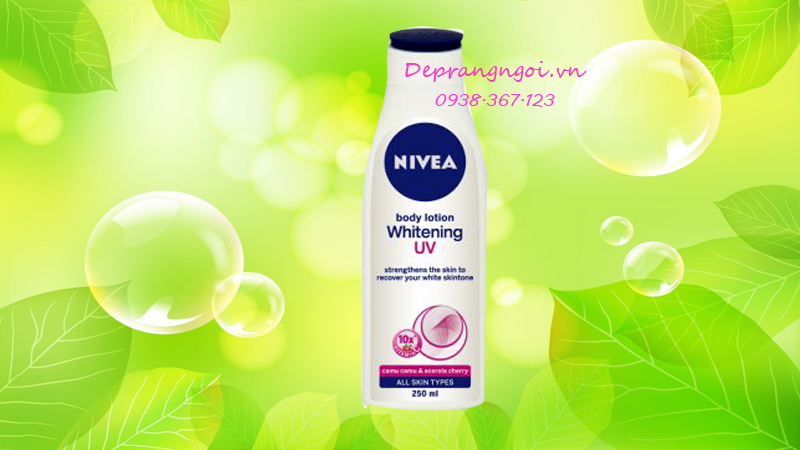 Deprangngoi.vn
0938·367·123
NIVEA
body lotion
Whitening
UV
strengthens the skin to
recover your white skintone
10x
camu camu & acerola cherry
ALL SKIN TYPES
250 ml